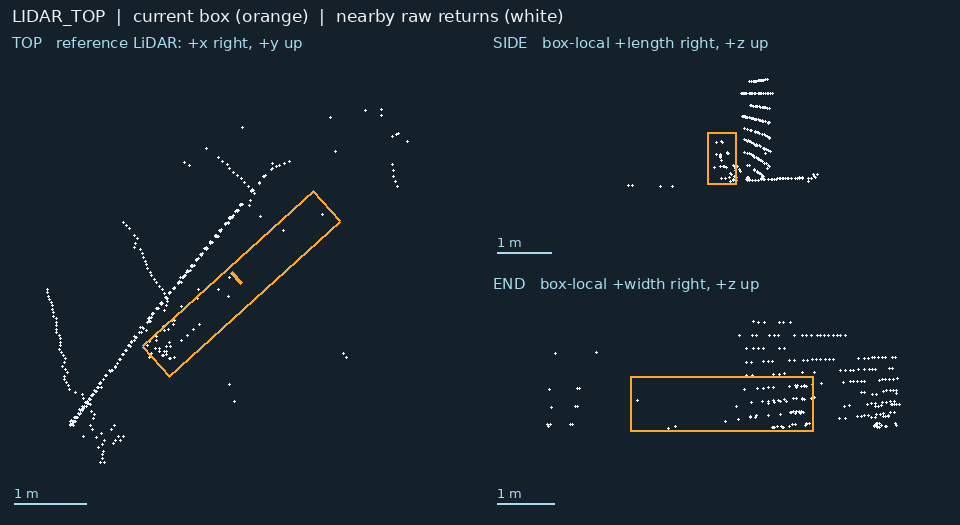 LIDAR_TOP  |  current box (orange)  |  nearby raw returns (white)
TOP   reference LiDAR: +x right, +y up
SIDE   box-local +length right, +z up
1 m
END   box-local +width right, +z up
1 m
1 m